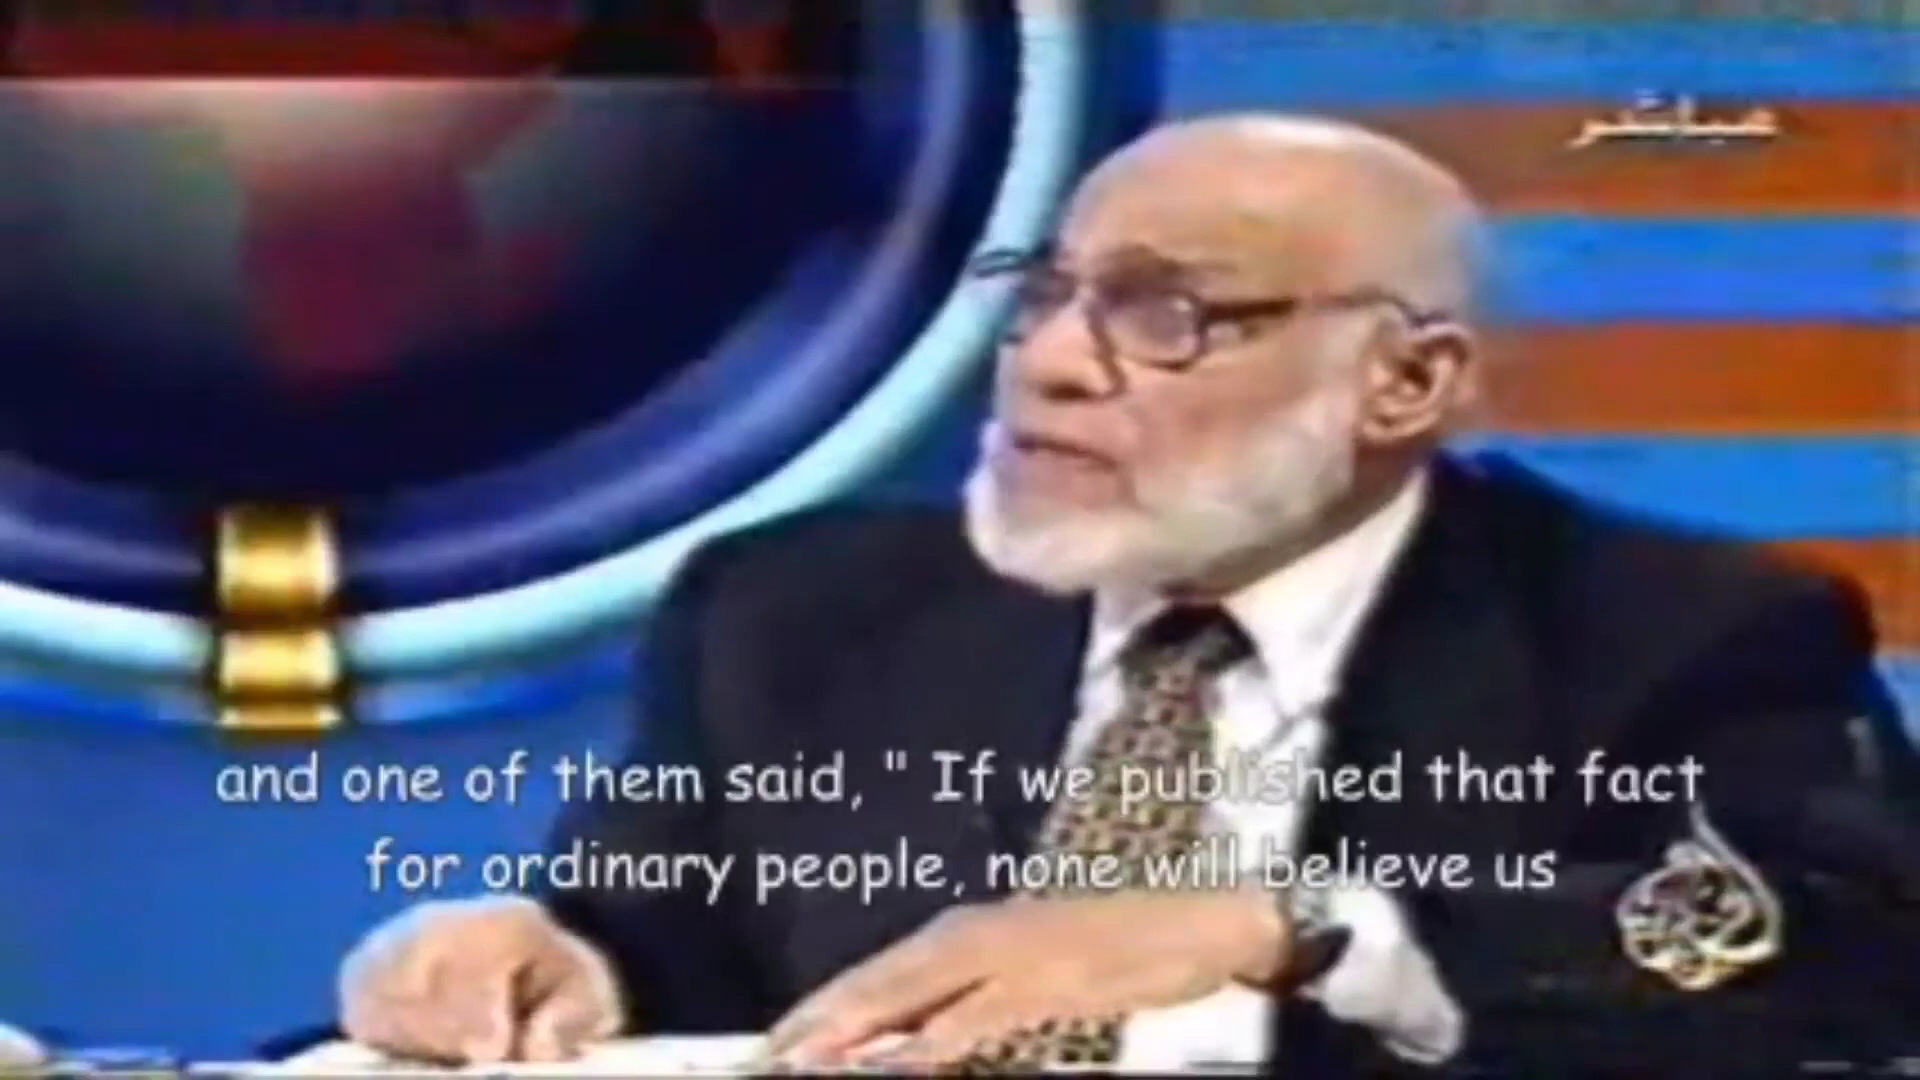 مباشر
and one of them said, " If we published that fact
for ordinary people, none will believe us